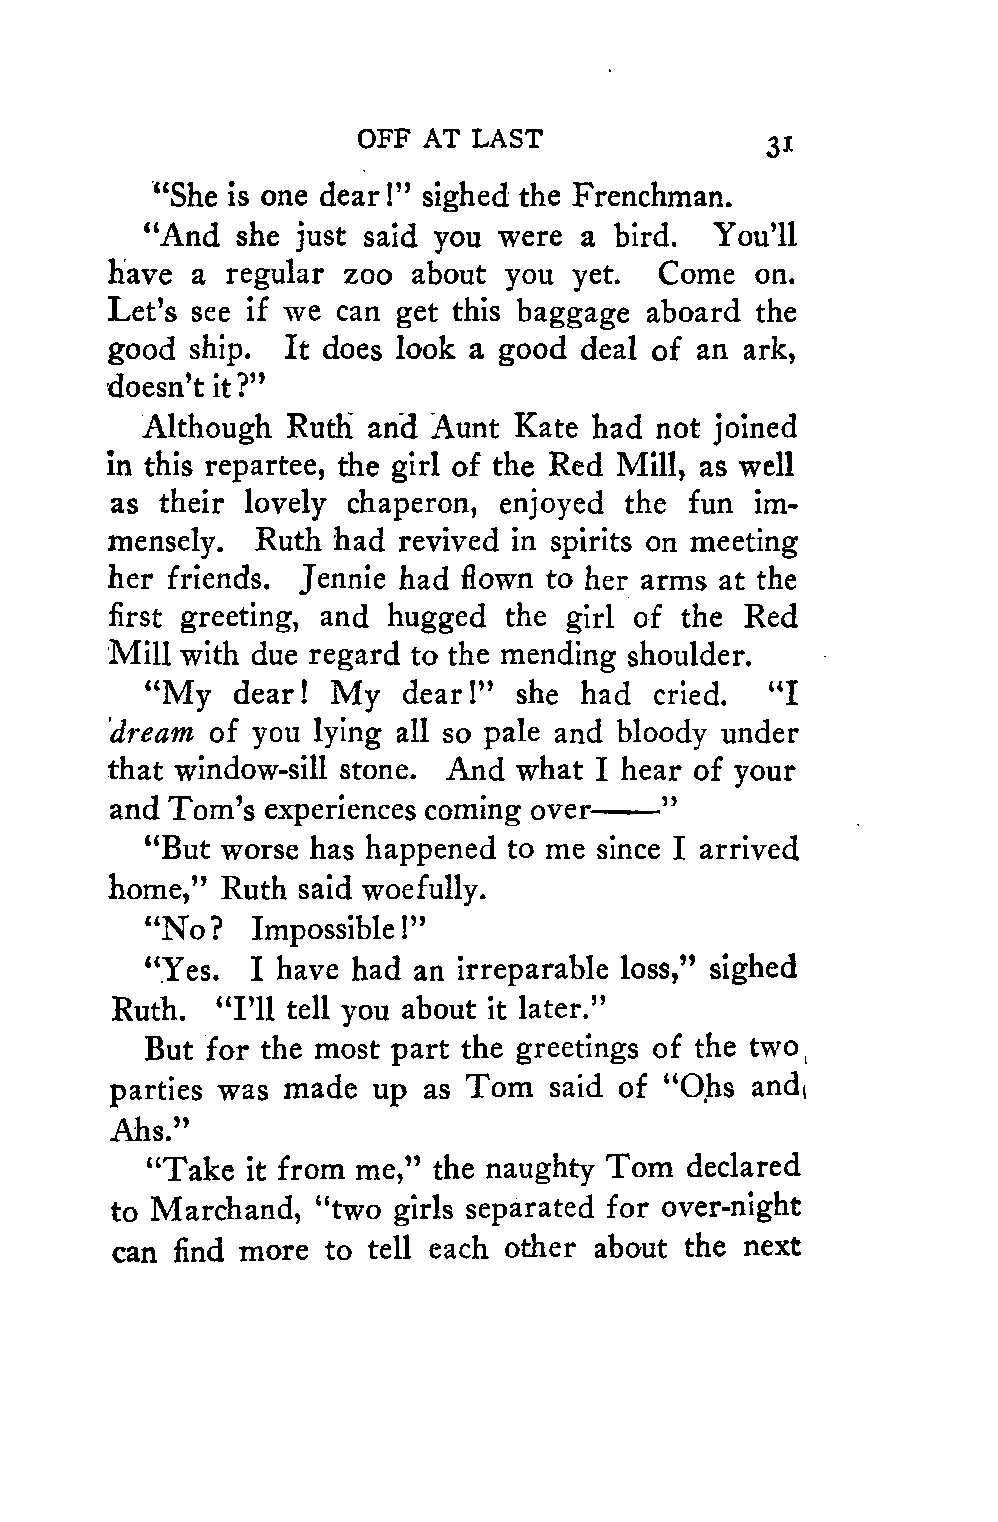 OFF AT LAST 31
"She is one dear!" sighed the Frenchman.
"And she just said you were a bird. You'll
have a regular zoo about you yet. Come on.
Let's see if we can get this baggage aboard the
good ship. It does look a good deal of an ark,
doesn't it?"
Although Ruth and Aunt Kate had not joined
in this repartee, the girl of the Red Mill, as well
as their lovely chaperon, enjoyed the fun im-
mensely. Ruth had revived in spirits on meeting
her friends. Jennie had flown to her arms at the
first greeting, and hugged the girl of the Red
Mill with due regard to the mending shoulder.
"My dear! My dear!" she had cried. "I
dream of you lying all so pale and bloody under
that window-sill stone. And what I hear of your
and Tom's experiences coming over——"
"But worse has happened to me since I arrived
home," Ruth said woefully.
"No? Impossible!"
"Yes. I have had an irreparable loss," sighed
Ruth. "I'll tell you about it later."
But for the most part the greetings of the two
parties was made up as Tom said of "Ohs and
Ahs."
"Take it from me," the naughty Tom declared
to Marchand, "two girls separated for over-night
can find more to tell each other about the next